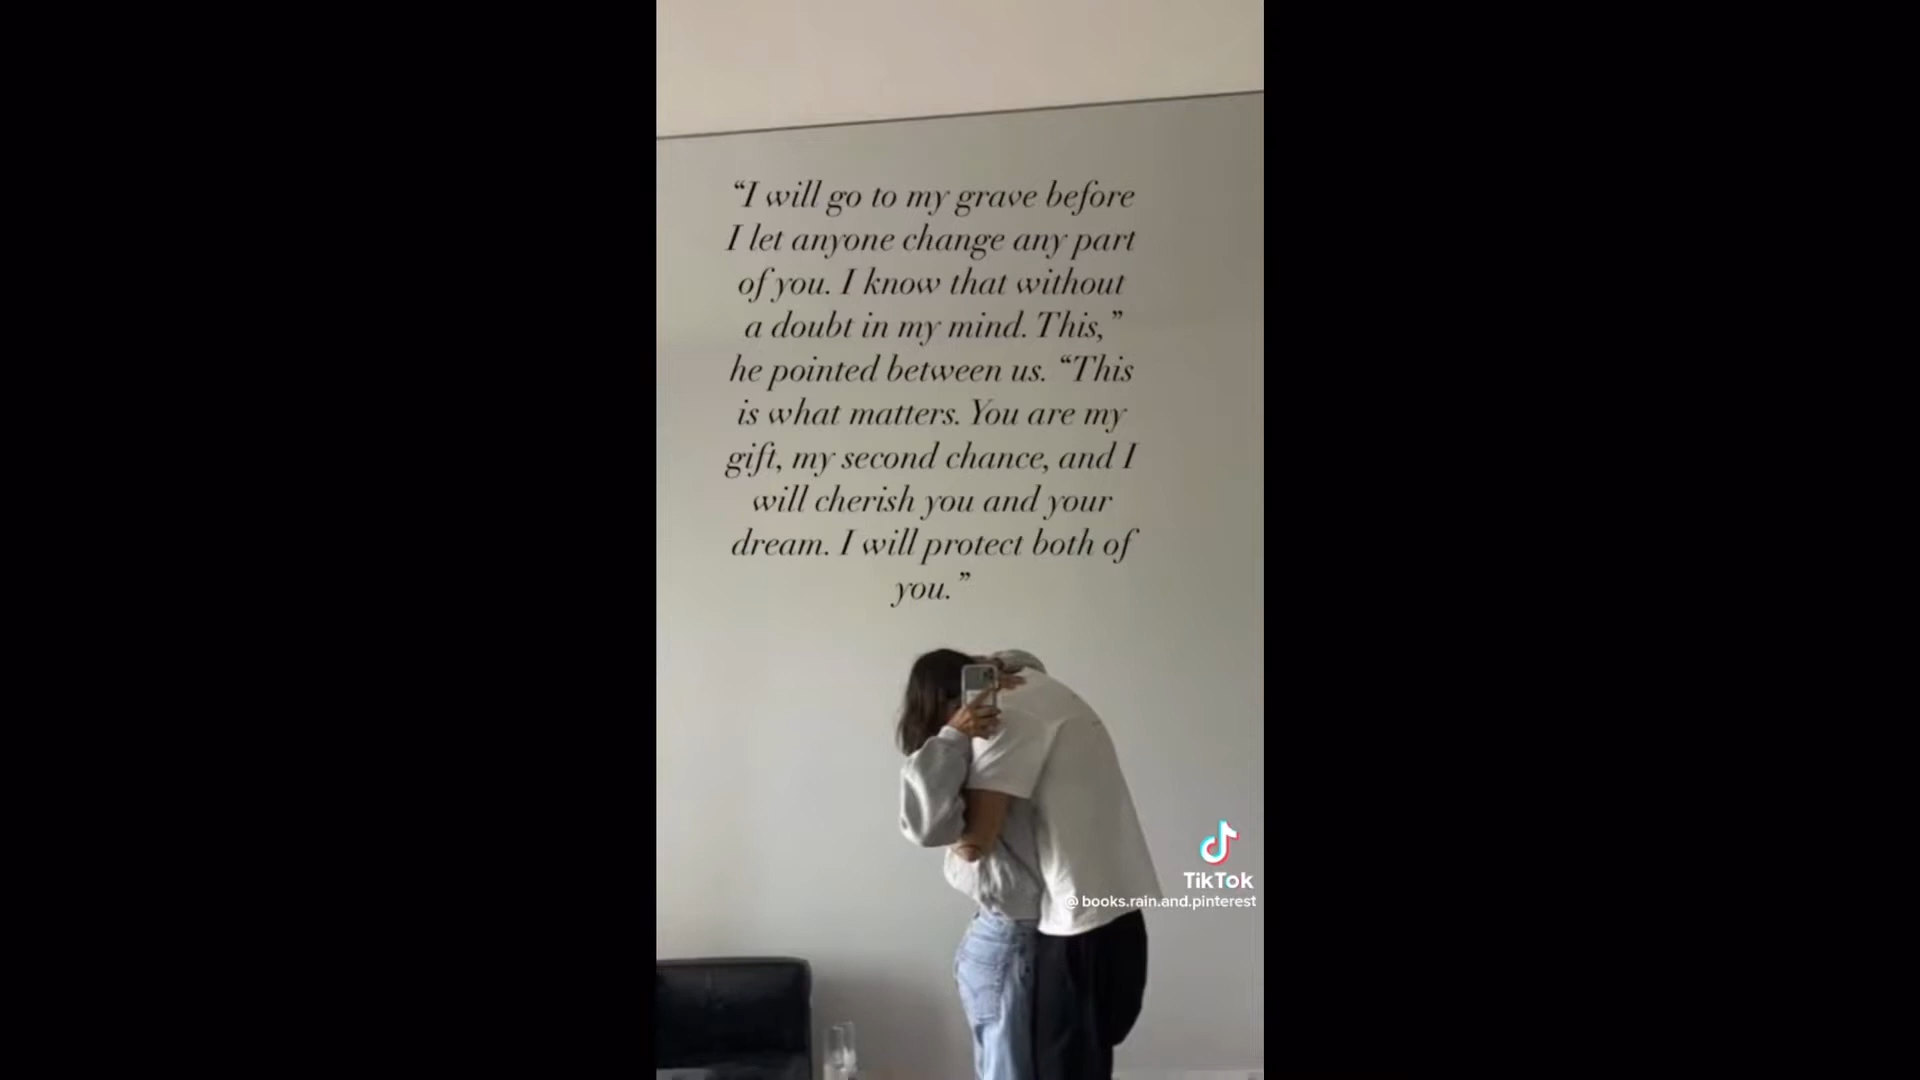 “I will go to my grave before
I let anyone change any part
of you. I know that without
a doubt in my mind. This,”
he pointed between us. “This
is what matters. You are my
gift, my second chance, and I
will cherish you and your
dream. I will protect both of
you.”
TikTok
@books.rain.and.pinterest